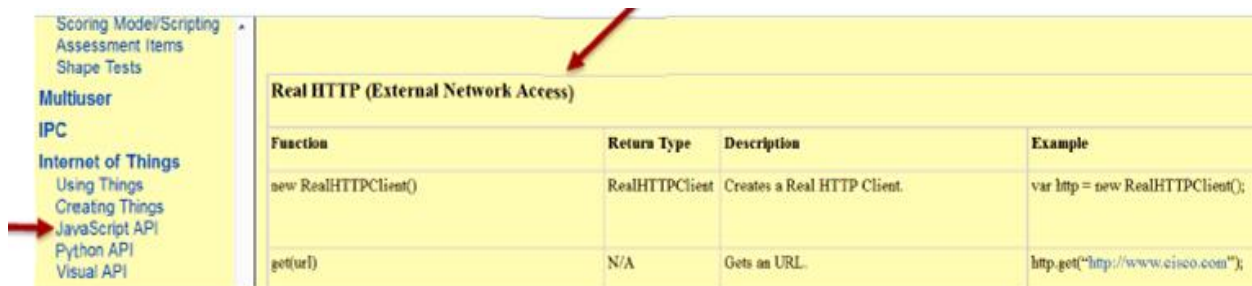 Scoring Model/Scripting
Assessment Items
Shape Tests
Multiuser
IPC
Internet of Things
Using Things
Creating Things
JavaScript API
Python API
Visual API
Real HTTP (External Network Access)
Function Return Type Description Example
new RealHTTPClient() RealHTTPClient Creates a Real HTTP Client. var http = new RealHTTPClient();
get(url) N/A Gets an URL. http.get(“http://www.cisco.com”);